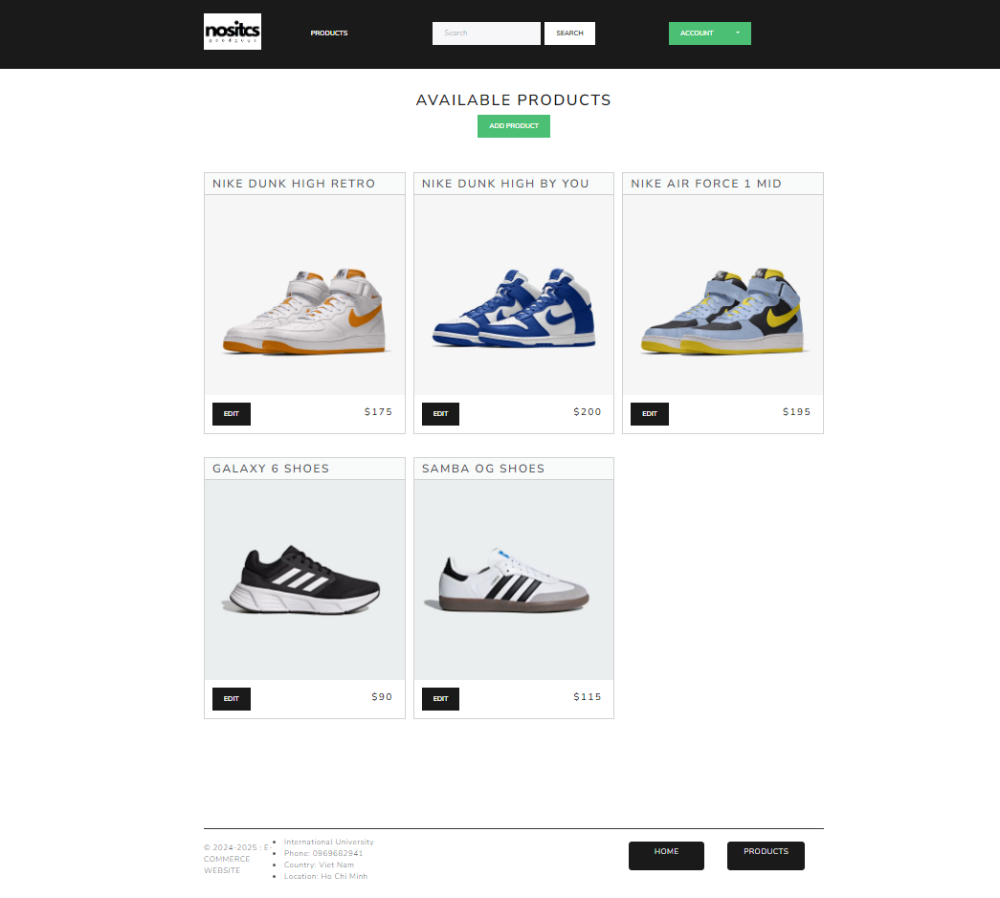 nositcs
goodguys
PRODUCTS
Search
SEARCH
ACCOUNT
AVAILABLE PRODUCTS
ADD PRODUCT
NIKE DUNK HIGH RETRO
NIKE DUNK HIGH BY YOU
NIKE AIR FORCE 1 MID
EDIT
$175
EDIT
$200
EDIT
$195
GALAXY 6 SHOES
SAMBA OG SHOES
EDIT
$90
EDIT
$115
© 2024-2025 : E-
COMMERCE
WEBSITE
International University
Phone: 0969682941
Country: Viet Nam
Location: Ho Chi Minh
HOME
PRODUCTS